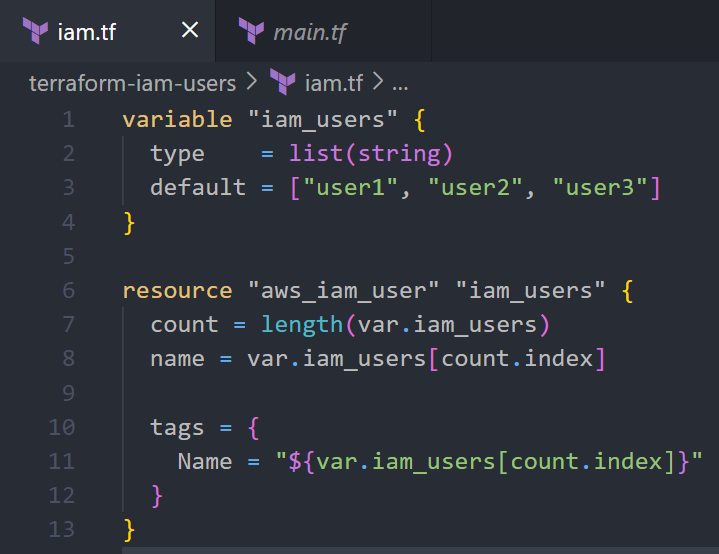 iam.tf × main.tf
terraform-iam-users > iam.tf > ...
1 variable "iam_users" {
2   type    = list(string)
3   default = ["user1", "user2", "user3"]
4 }
5
6 resource "aws_iam_user" "iam_users" {
7   count = length(var.iam_users)
8   name = var.iam_users[count.index]
9
10   tags = {
11     Name = "${var.iam_users[count.index]}"
12   }
13 }